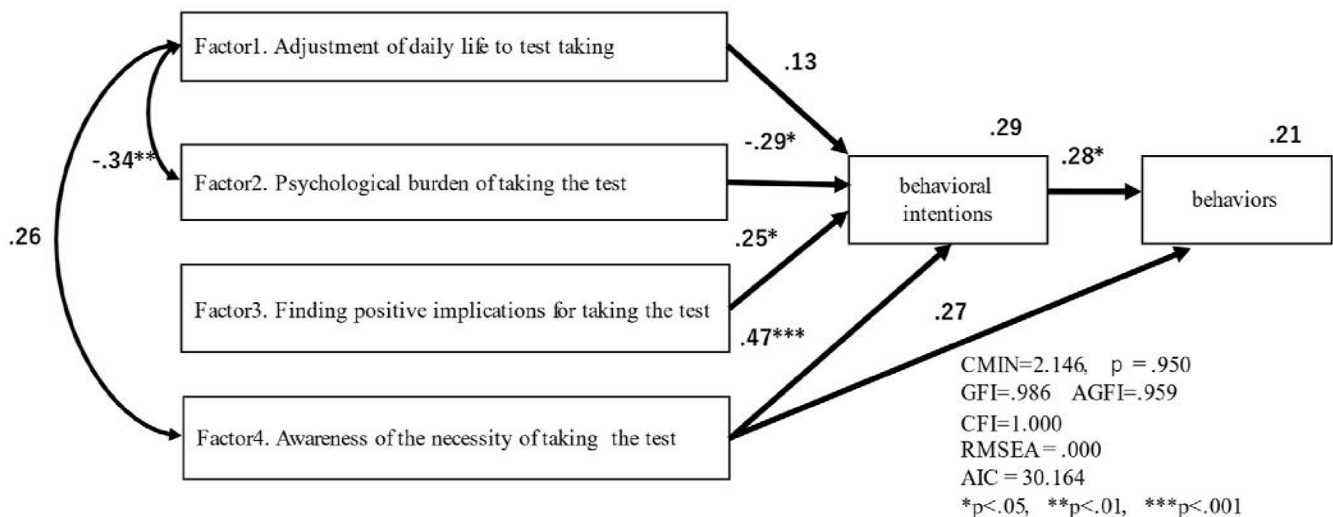 Factor1. Adjustment of daily life to test taking
.13
-.34**
-.29*
.29
.28*
.21
Factor2. Psychological burden of taking the test
behavioral
intentions
behaviors
.26
.25*
Factor3. Finding positive implications for taking the test
.47***
.27
Factor4. Awareness of the necessity of taking the test
CMIN=2.146, p = .950
GFI=.986 AGFI=.959
CFI=1.000
RMSEA = .000
AIC = 30.164
*p<.05, **p<.01, ***p<.001